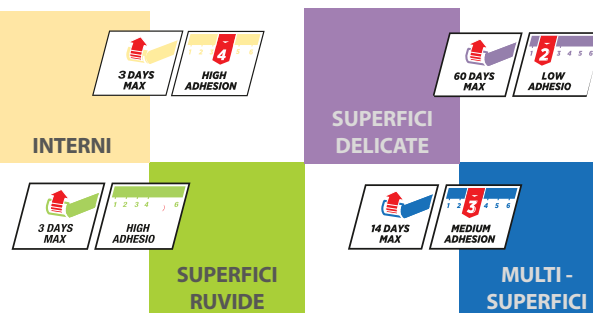 3 DAYS
MAX
4
HIGH
ADHESION
INTERNI
60 DAYS
MAX
2
3 4 5 6
LOW
ADHESIO
SUPERFICI
DELICATE
3 DAYS
MAX
1 2 3 4 6
HIGH
ADHESIO
SUPERFICI
RUVIDE
14 DAYS
MAX
1 2 3 4 5 6
MEDIUM
ADHESION
MULTI -
SUPERFICI